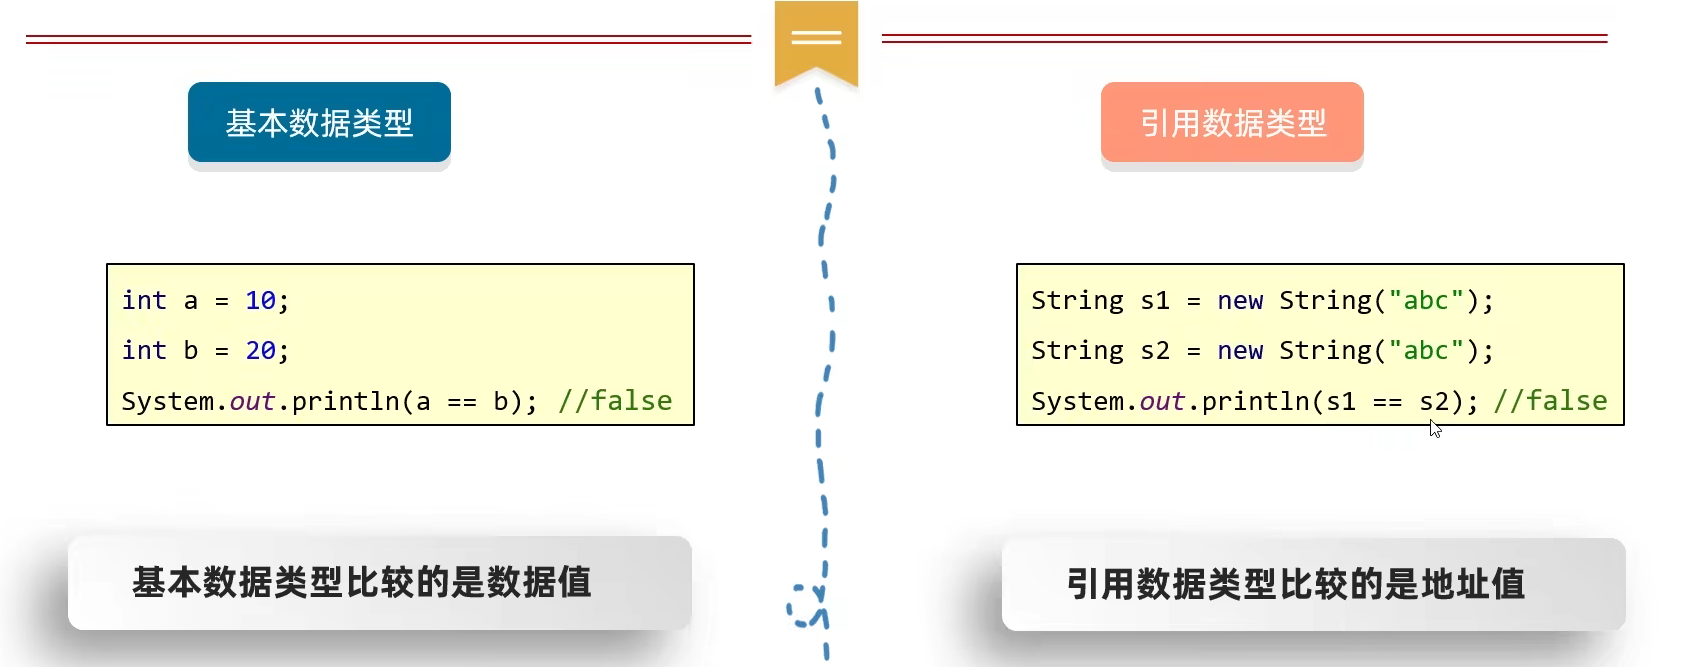 基本数据类型
int a = 10;
int b = 20;
System.out.println(a == b); //false
基本数据类型比较的是数据值
引用数据类型
String s1 = new String("abc");
String s2 = new String("abc");
System.out.println(s1 == s2); //false
引用数据类型比较的是地址值